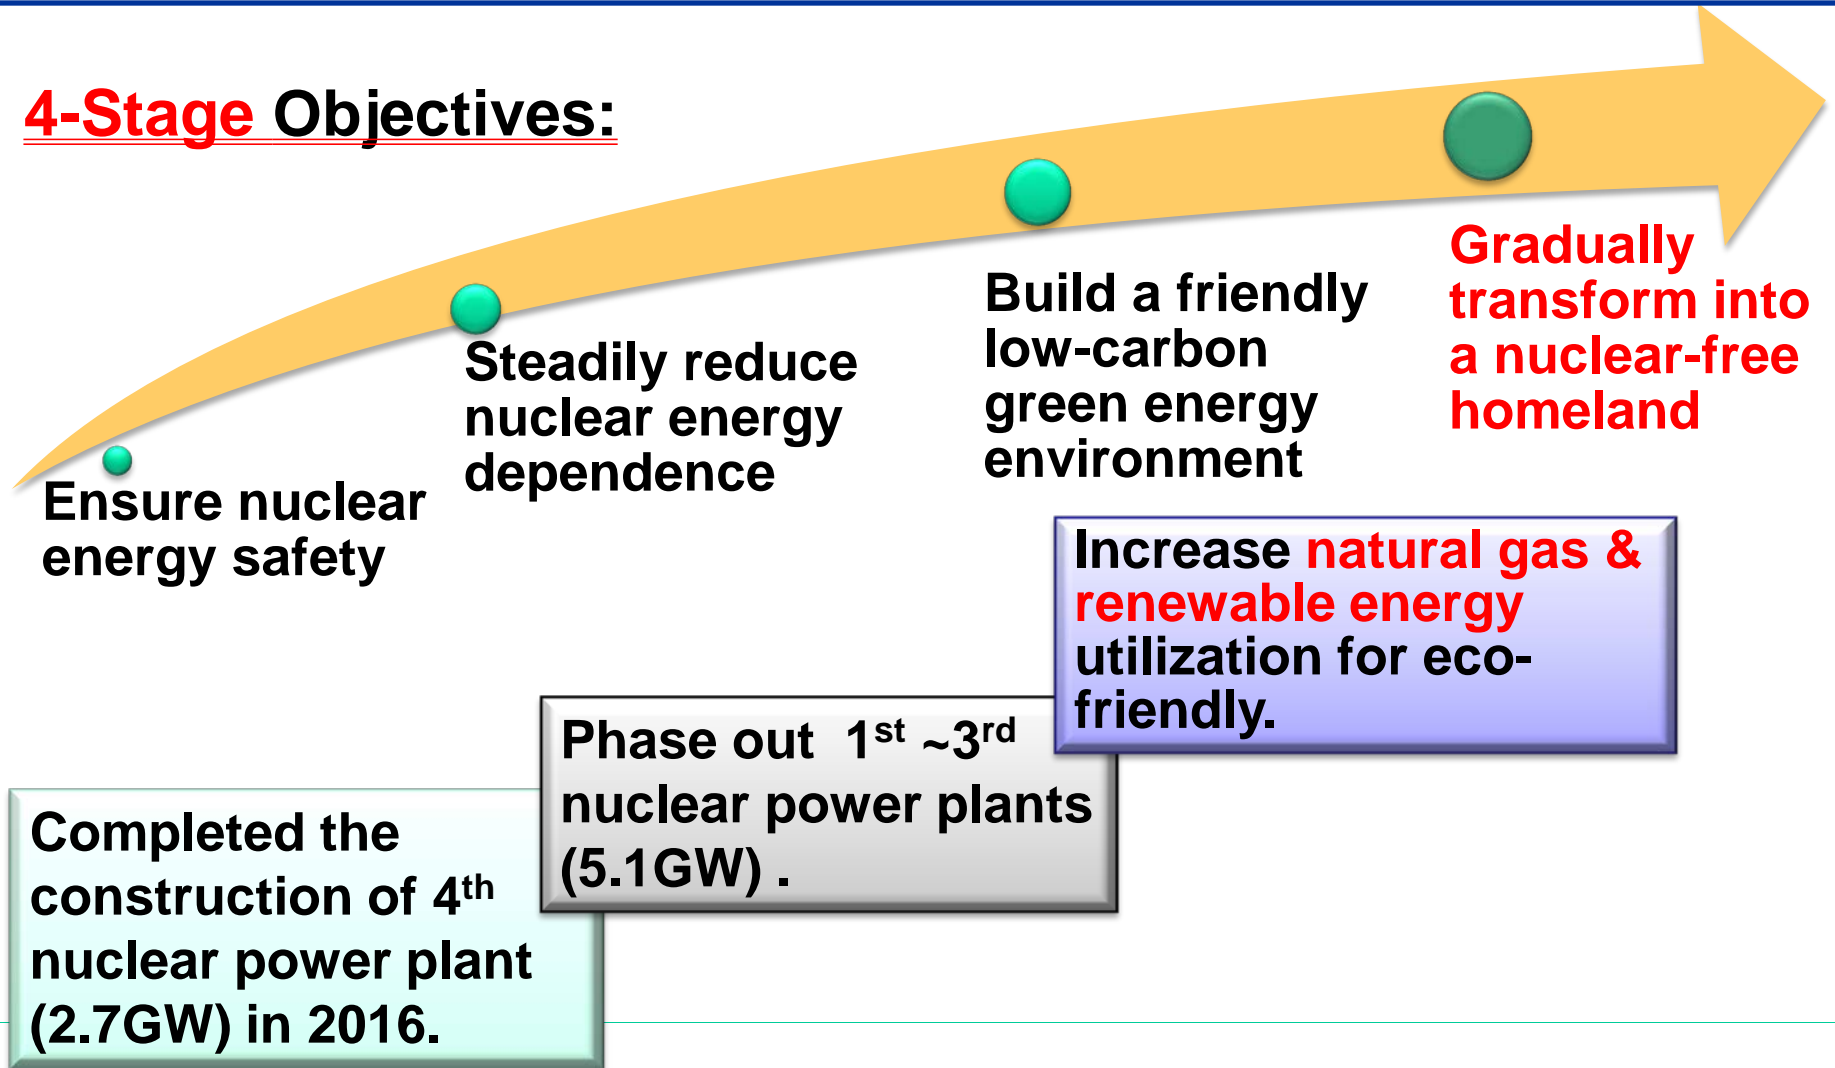 4-Stage Objectives:
Ensure nuclear
energy safety
Steadily reduce
nuclear energy
dependence
Build a friendly
low-carbon
green energy
environment
Gradually
transform into
a nuclear-free
homeland
Completed the
construction of 4th
nuclear power plant
(2.7GW) in 2016.
Phase out 1st ~3rd
nuclear power plants
(5.1GW) .
Increase natural gas &
renewable energy
utilization for eco-
friendly.